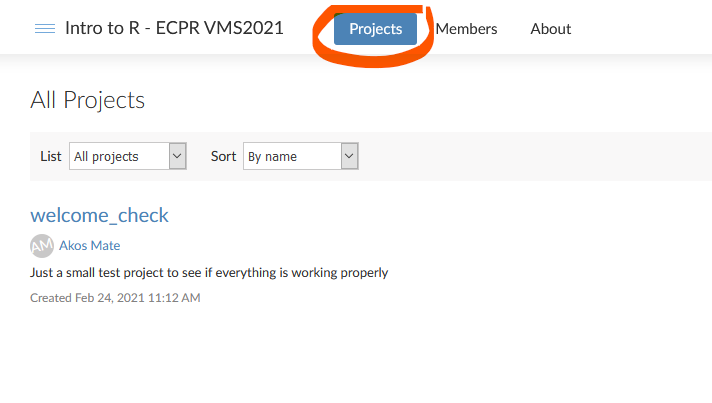 Intro to R - ECPR VMS2021 Projects Members About
All Projects
List All projects Sort By name
welcome_check
AM Akos Mate
Just a small test project to see if everything is working properly
Created Feb 24, 2021 11:12 AM